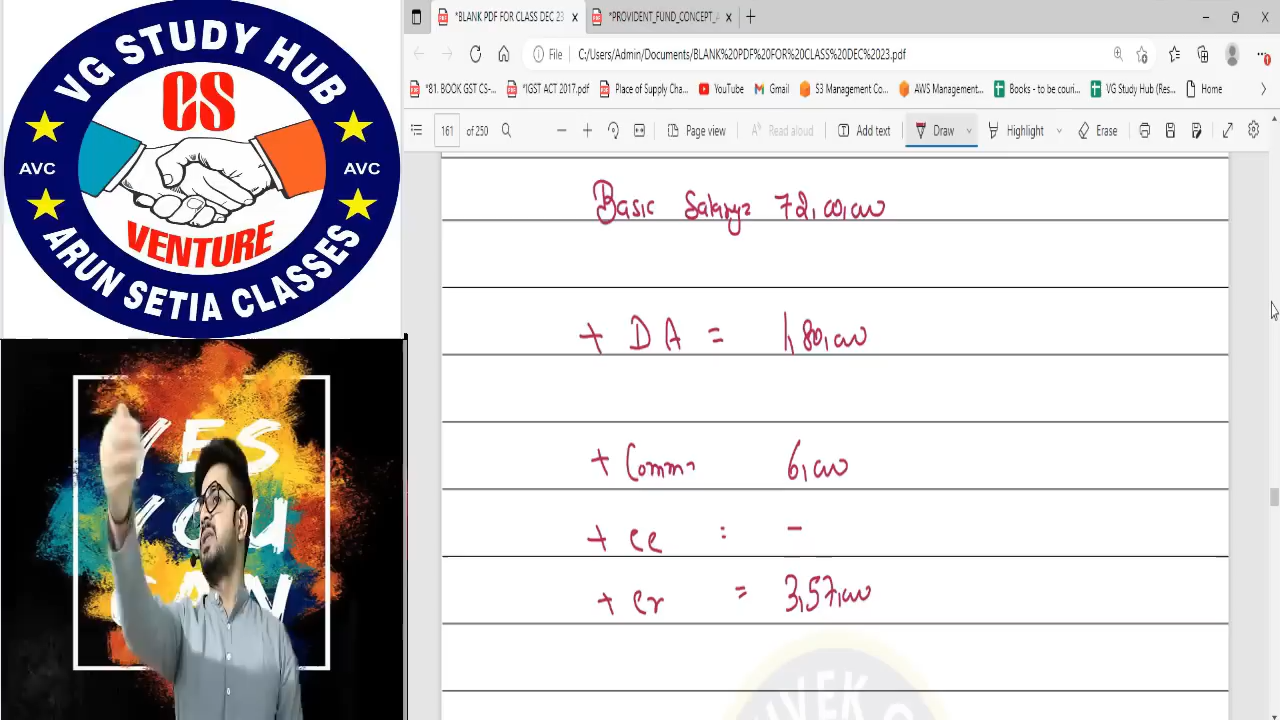 VG STUDY HUB
CS
AVC
AVC
VENTURE
ARUN SETIA CLASSES
YES
YOU
CAN
*BLANK PDF FOR CLASS DEC 23
*PROVIDENT_FUND_CONCEPT_
File
C:/Users/Admin/Documents/BLANK%20PDF%20FOR%20CLASS%20DEC%2023.pdf
*81. BOOK GST CS-...
*IGST ACT 2017.pdf
Place of Supply Cha...
YouTube
Gmail
S3 Management Co...
AWS Management...
Books - to be couri...
VG Study Hub (Res...
Home
161 of 250
Page view
Read aloud
Add text
Draw
Highlight
Erase
Basic Salary= 72,00,000
+ DA = 1,80,000
+ Comm- 6,000
+ ee : -
+ er = 3,57,000